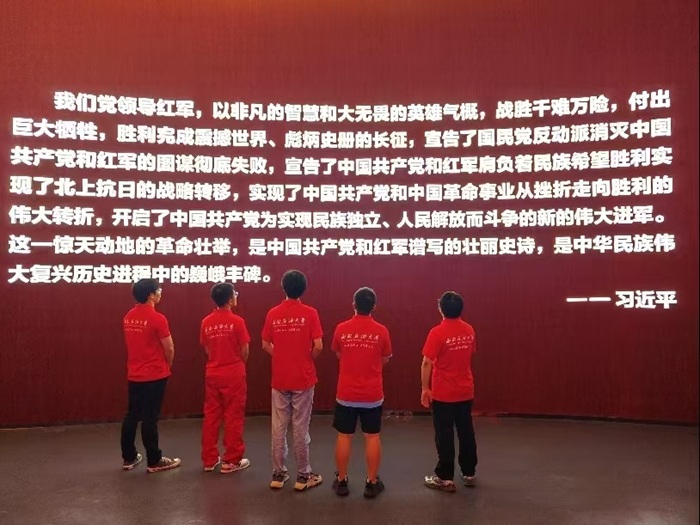 我们党领导红军，以非凡的智慧和大无畏的英雄气概，战胜千难万险，付出
巨大牺牲，胜利完成震撼世界、彪炳史册的长征，宣告了国民党反动派消灭中国
共产党和红军的图谋彻底失败，宣告了中国共产党和红军肩负着民族希望胜利实
现了北上抗日的战略转移，实现了中国共产党和中国革命事业从挫折走向胜利的
伟大转折，开启了中国共产党为实现民族独立、人民解放而斗争的新的伟大进军。
这一惊天动地的革命壮举，是中国共产党和红军谱写的壮丽史诗，是中华民族伟
大复兴历史进程中的巍峨丰碑。
——习近平